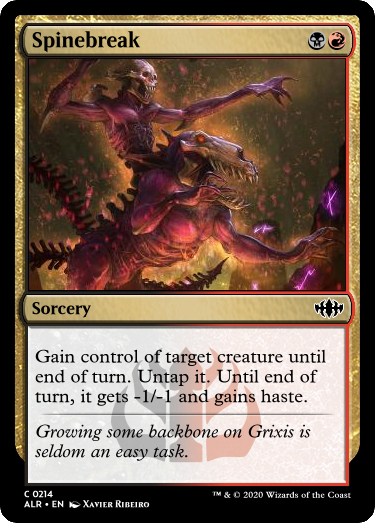 Spinebreak
Sorcery
Gain control of target creature until
end of turn. Untap it. Until end of
turn, it gets -1/-1 and gains haste.
Growing some backbone on Grixis is
seldom an easy task.
C 0214
ALR • EN Xavier Ribeiro
™ & © 2020 Wizards of the Coast